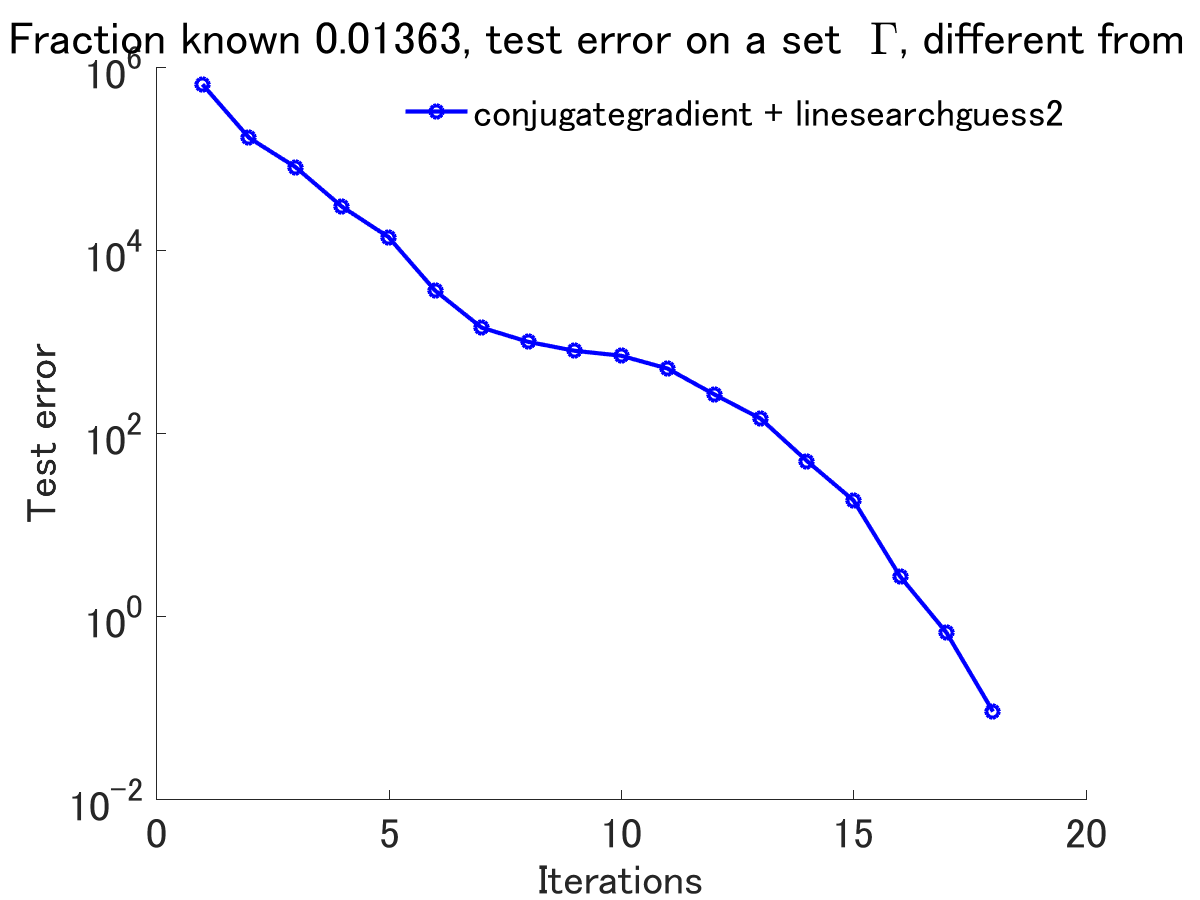 Fraction known 0.01363, test error on a set Γ, different from
conjugategradient + linesearchguess2
10^6
10^4
10^2
10^0
10^-2
Test error
0 5 10 15 20
Iterations